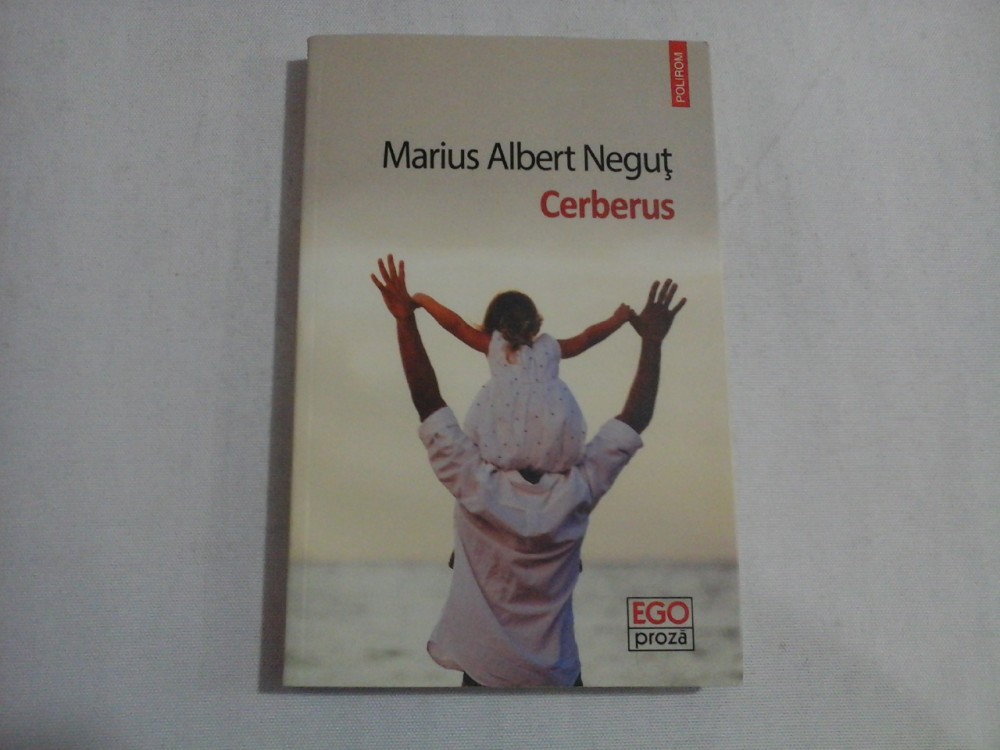 POLIROM
Marius Albert Neguţ
Cerberus
EGO
proză